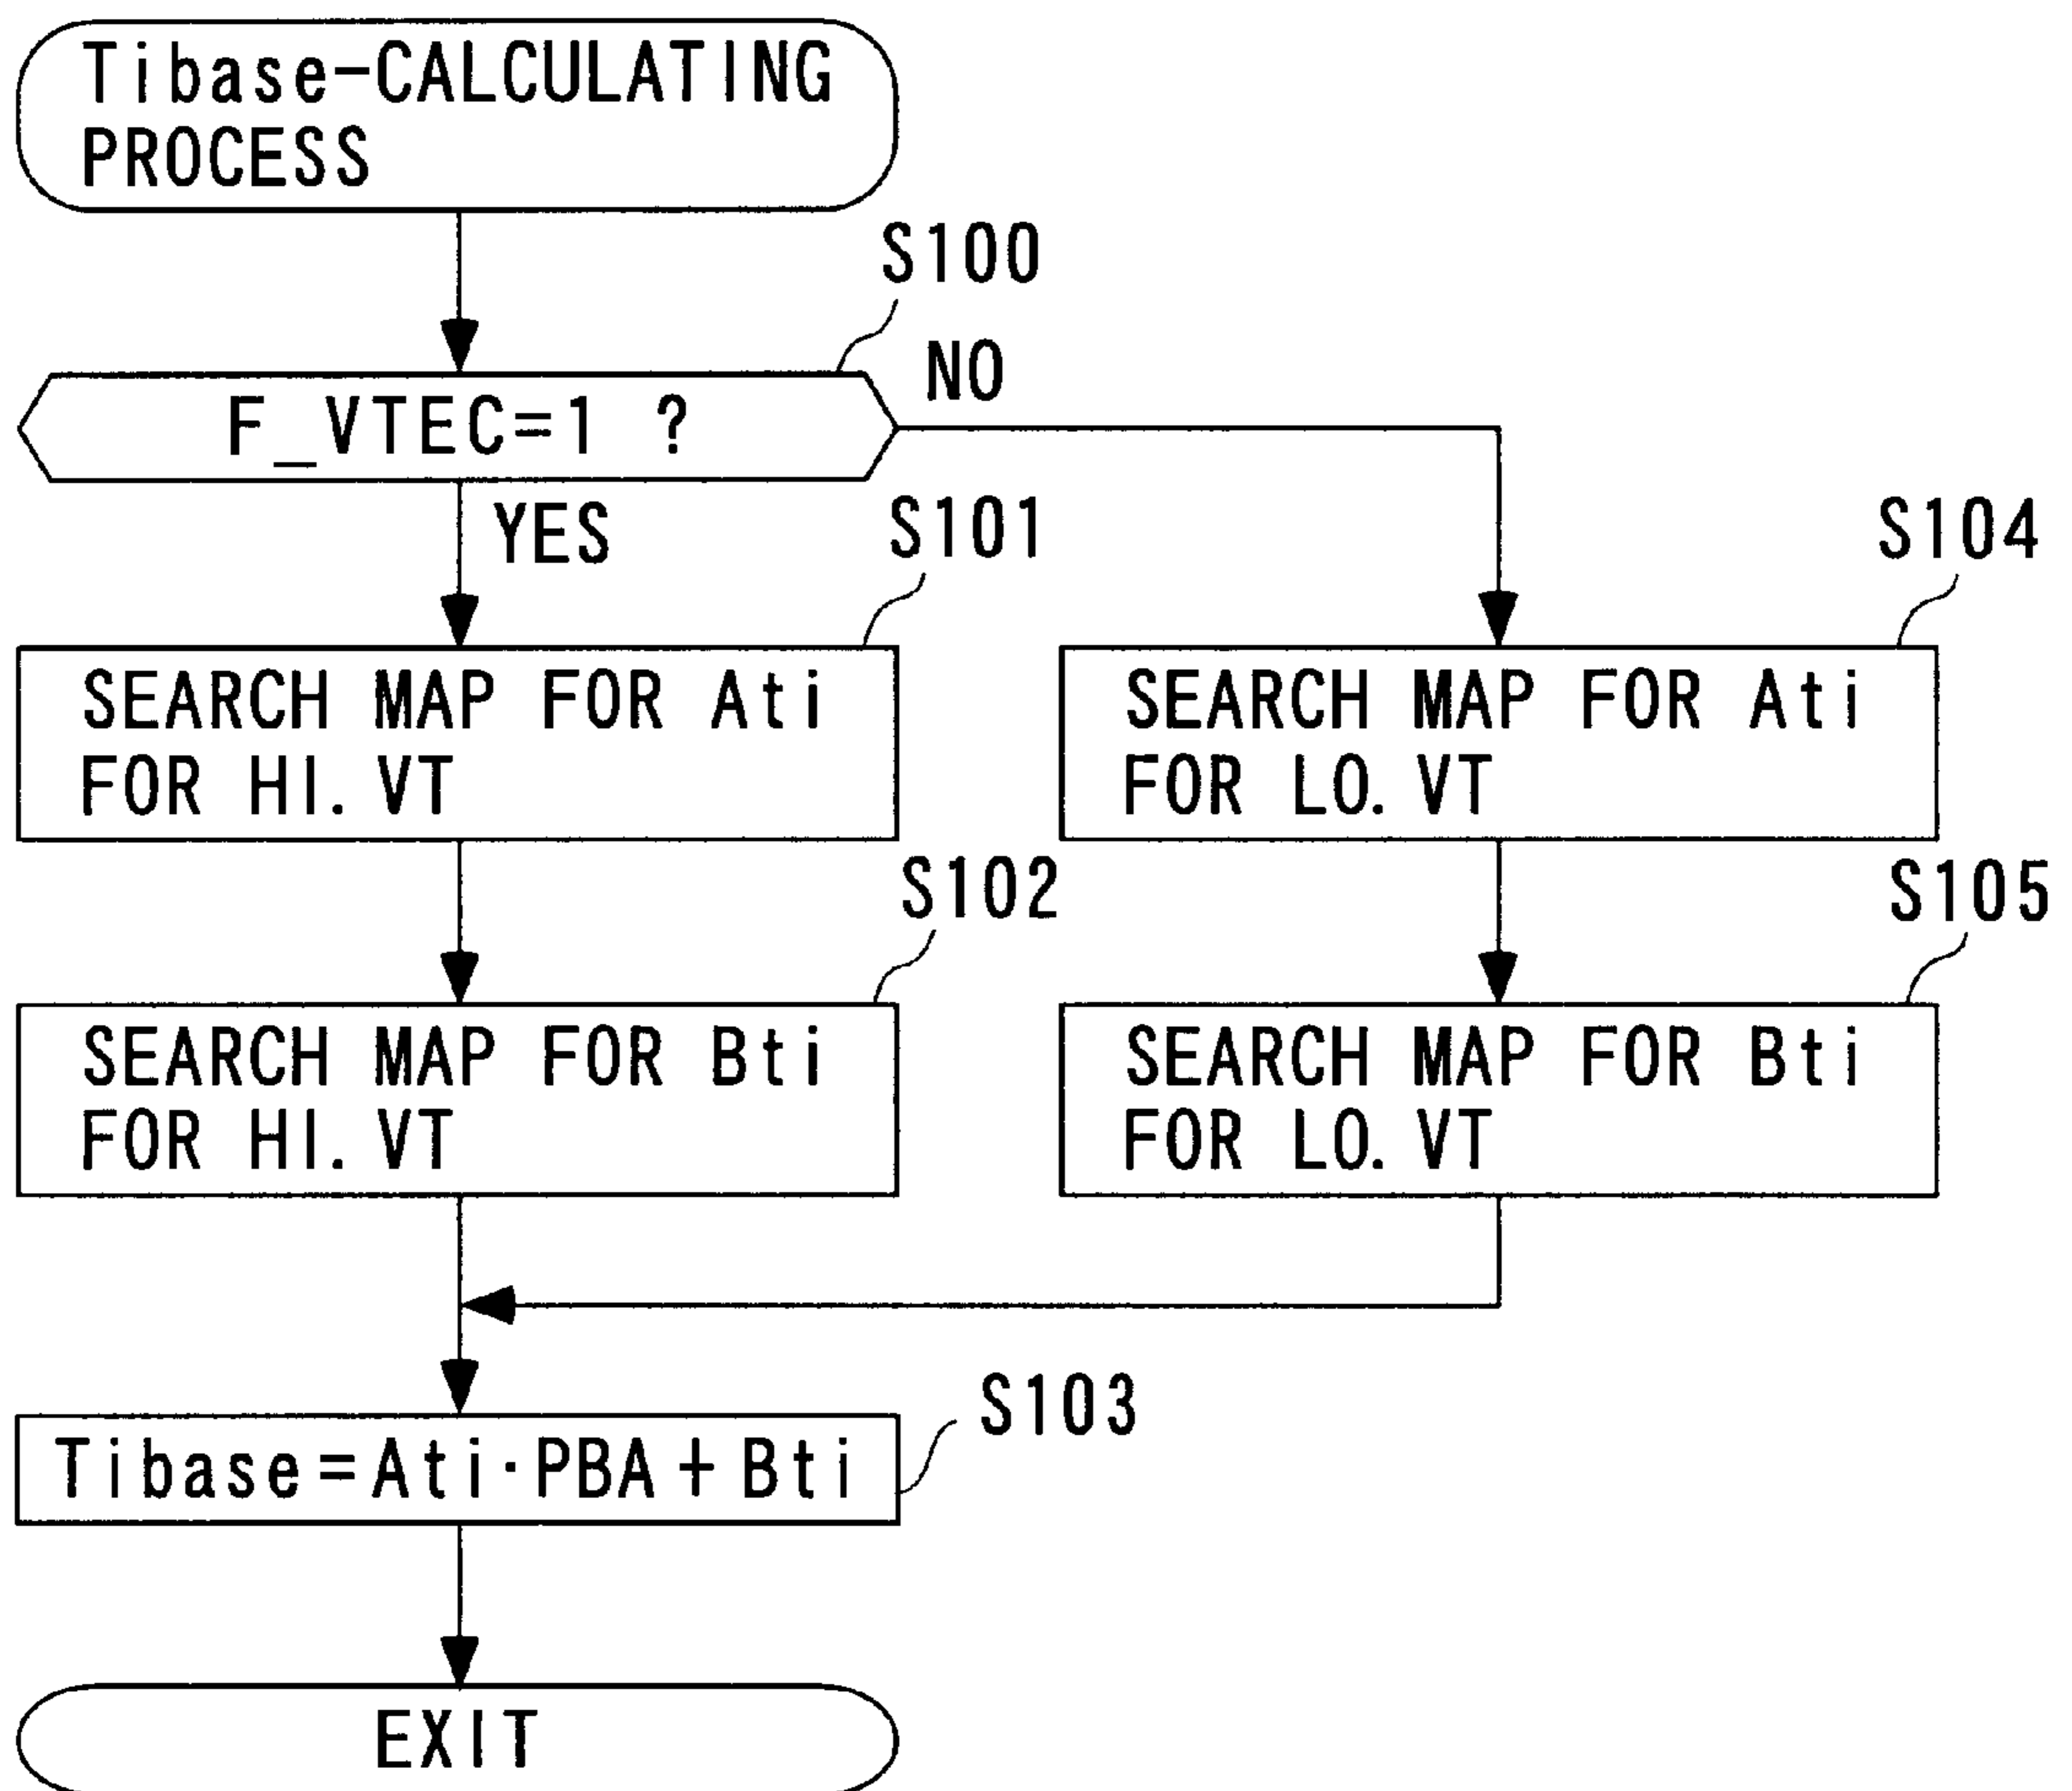 Tibase-CALCULATING
PROCESS
S100
NO
F_VTEC=1 ?
YES
S101
S104
SEARCH MAP FOR Ati
FOR HI. VT
SEARCH MAP FOR Ati
FOR LO. VT
S102
S105
SEARCH MAP FOR Bti
FOR HI. VT
SEARCH MAP FOR Bti
FOR LO. VT
S103
Tibase=Ati·PBA+Bti
EXIT